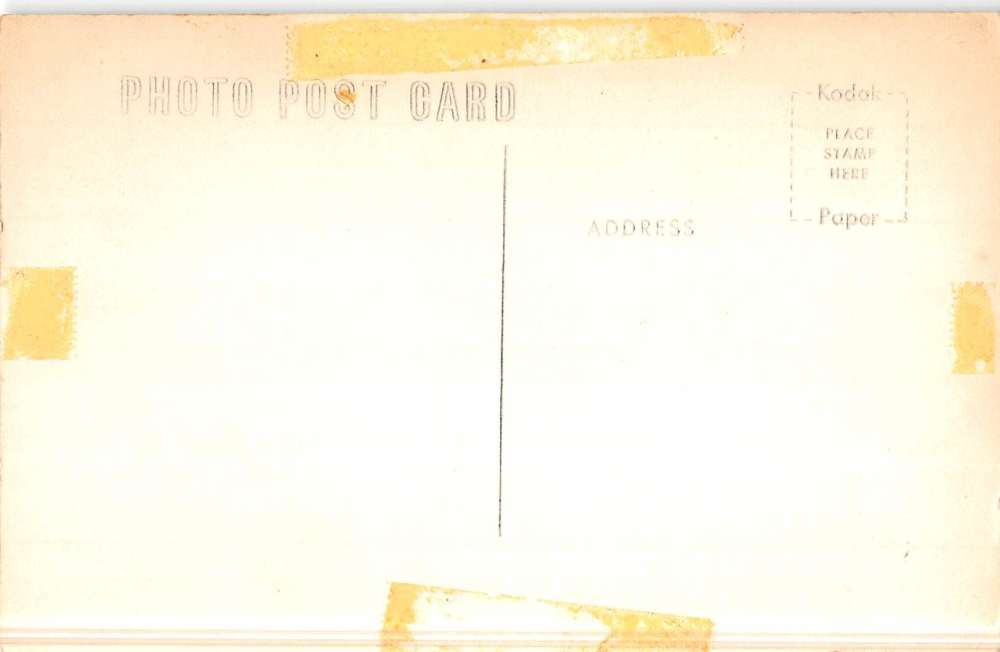 PHOTO POST CARD
Kodak
PLACE
STAMP
HERE
Paper
ADDRESS